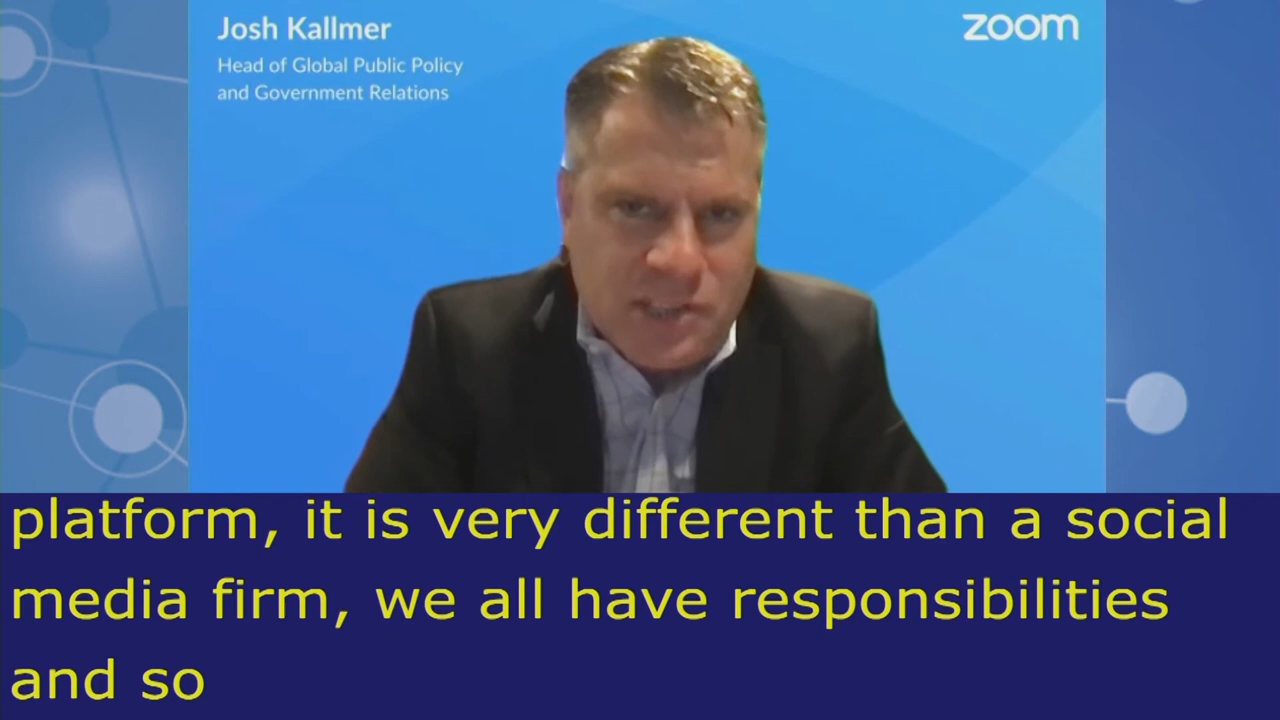 Josh Kallmer
zoom
Head of Global Public Policy
and Government Relations
platform, it is very different than a social
media firm, we all have responsibilities
and so